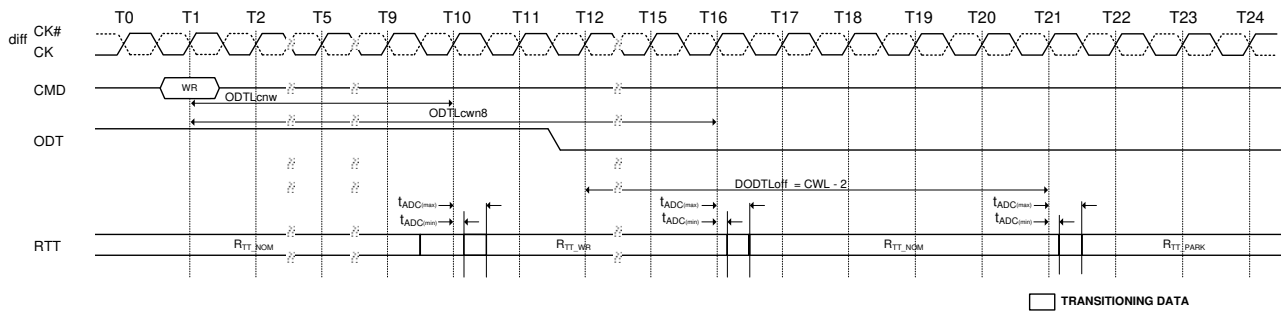 T0 T1 T2 T5 T9 T10 T11 T12 T15 T16 T17 T18 T19 T20 T21 T22 T23 T24
diff CK#
CK
CMD WR
ODTLcnw
ODTLcwn8
ODT
DODTLoff = CWL - 2
tADC(max) tADC(max) tADC(max)
tADC(min) tADC(min) tADC(min)
RTT RTT_NOM RTT_WR RTT_NOM RTT_PARK
TRANSITIONING DATA